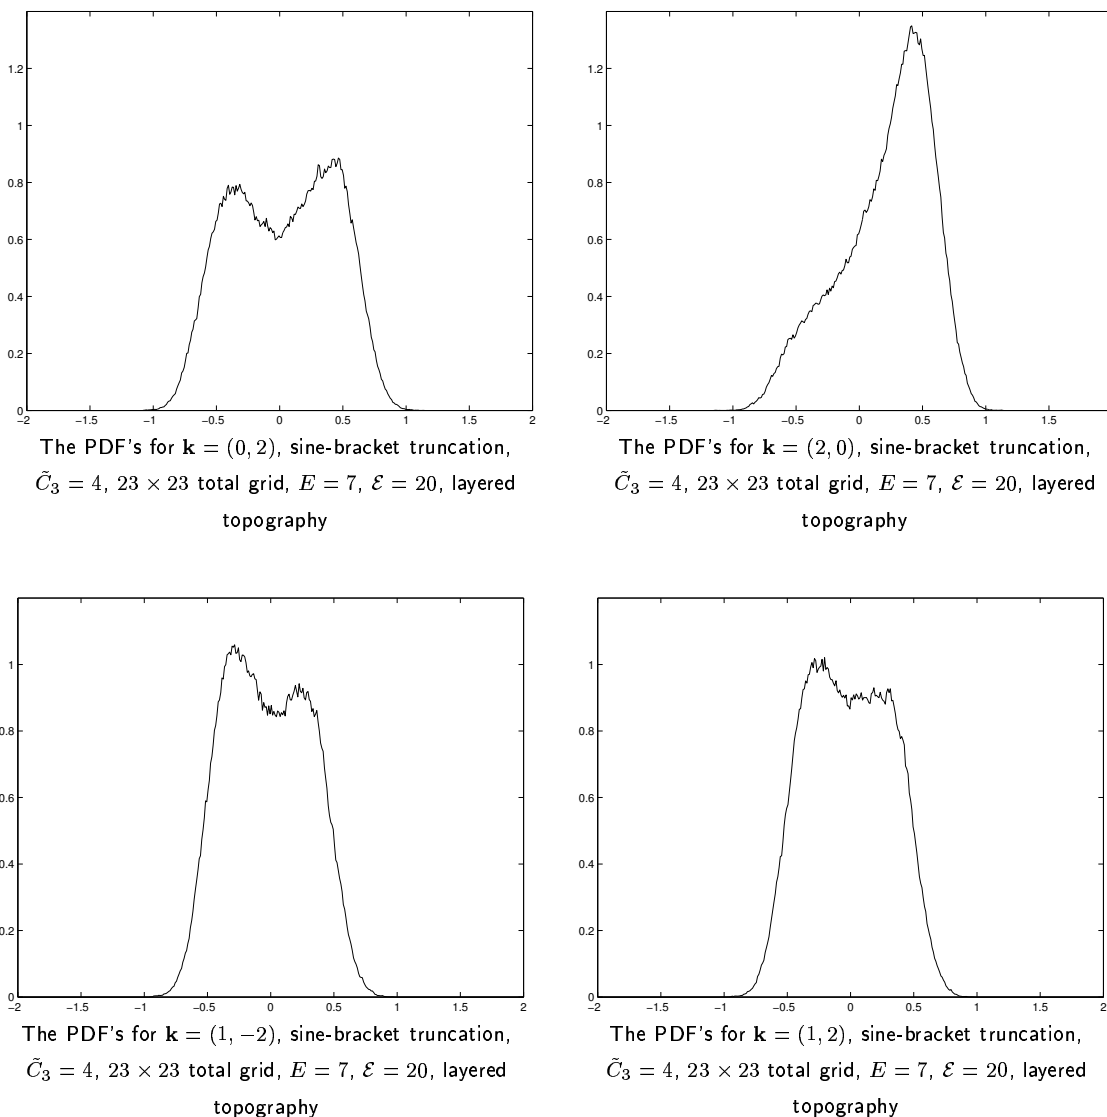 1.2
1
0.8
0.6
0.4
0.2
0
−2 −1.5 −1 −0.5 0 0.5 1 1.5 2
The PDF's for k = (0, 2), sine-bracket truncation,
C̃₃ = 4, 23 × 23 total grid, E = 7, ℰ = 20, layered
topography
1.2
1
0.8
0.6
0.4
0.2
0
−2 −1.5 −1 −0.5 0 0.5 1 1.5
The PDF's for k = (2, 0), sine-bracket truncation,
C̃₃ = 4, 23 × 23 total grid, E = 7, ℰ = 20, layered
topography
1
0.8
0.6
0.4
0.2
0
−2 −1.5 −1 −0.5 0 0.5 1 1.5 2
The PDF's for k = (1, −2), sine-bracket truncation,
C̃₃ = 4, 23 × 23 total grid, E = 7, ℰ = 20, layered
topography
1
0.8
0.6
0.4
0.2
0
−2 −1.5 −1 −0.5 0 0.5 1 1.5 2
The PDF's for k = (1, 2), sine-bracket truncation,
C̃₃ = 4, 23 × 23 total grid, E = 7, ℰ = 20, layered
topography